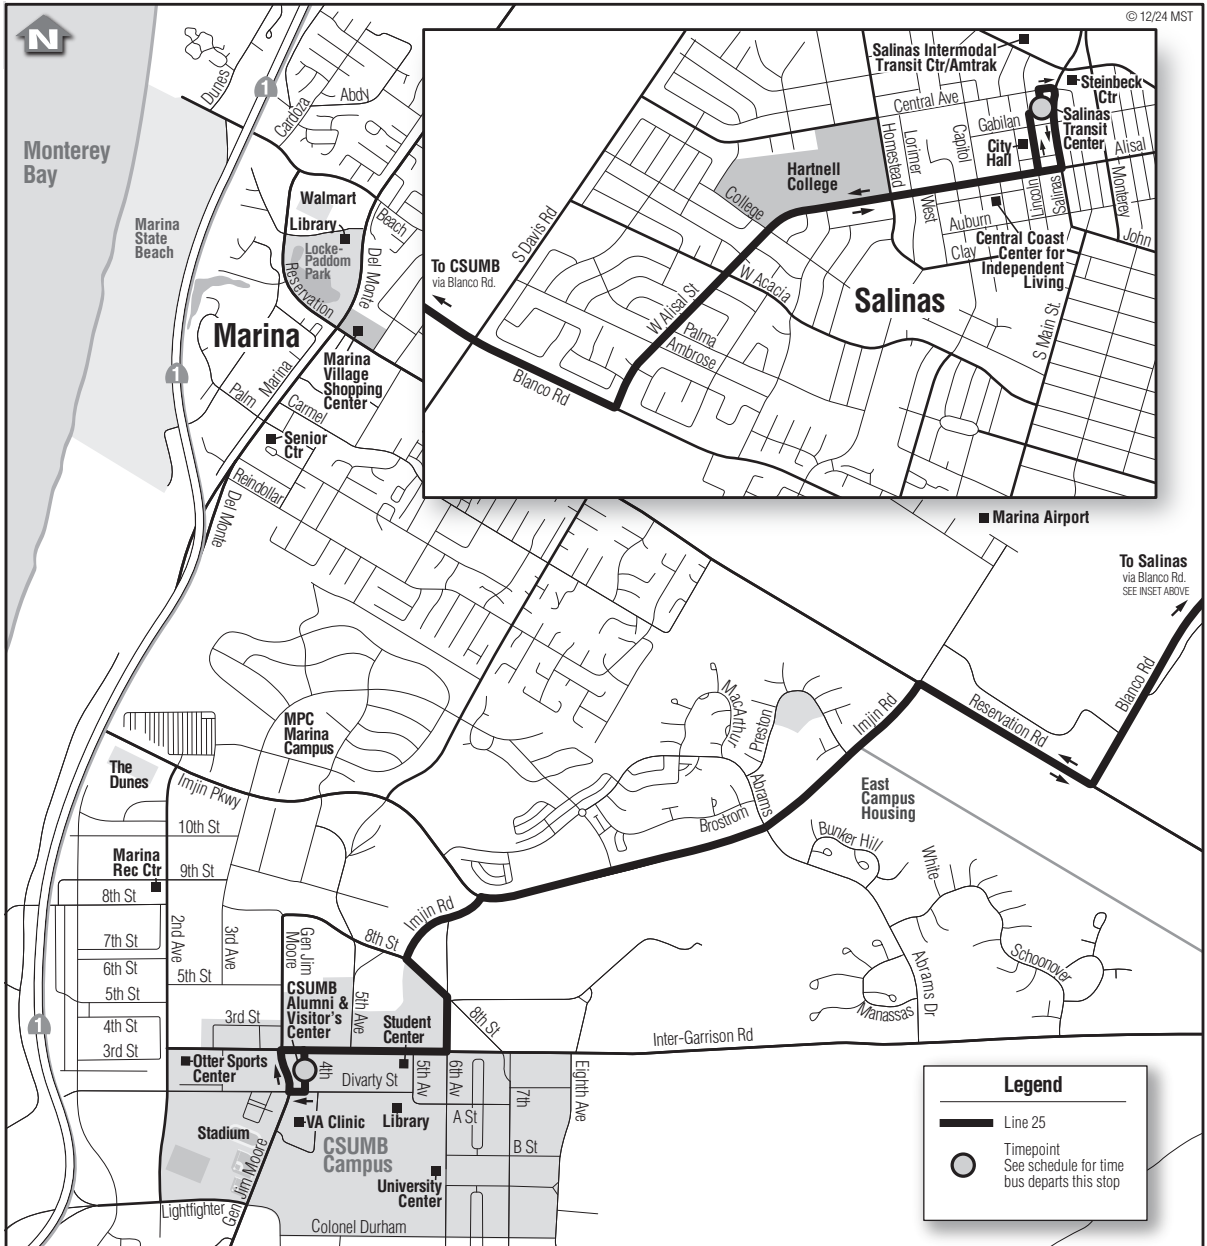 © 12/24 MST
N
Dunes
1
Cardoza
Abdy
Monterey
Bay
Marina
State
Beach
Walmart
Library
Beach
Locke-
Paddom
Park
Reservation
Del Monte
Marina
Marina
Village
Shopping
Center
Palm
Marina
Carmel
1
Senior
Ctr
Reindollar
Del Monte
Salinas Intermodal
Transit Ctr/Amtrak
Steinbeck
Ctr
Central Ave
Gabilan
Salinas
Transit
Center
City
Hall
Alisal
Homestead
Lorimer
Capitol
Hartnell
College
College
West
Lincoln
Salinas
Monterey
Auburn
Clay
John
Central Coast
Center for
Independent
Living
S Davis Rd
To CSUMB
via Blanco Rd.
W Acacia
W Alisal St
Palma
Ambrose
Salinas
S Main St.
Blanco Rd
Marina Airport
To Salinas
via Blanco Rd.
SEE INSET ABOVE
Blanco Rd
Reservation Rd
Imjin Rd
MacArthur
Preston
Abrams
Brostrom
MPC
Marina
Campus
The
Dunes
Imjin Pkwy
East
Campus
Housing
10th St
Bunker Hill
White
Marina
Rec Ctr
9th St
8th St
Imjin Rd
2nd Ave
3rd Ave
Gen Jim
Moore
8th St
7th St
6th St
5th St
5th St
Abrams Dr
Schoonover
Manassas
CSUMB
Alumni &
Visitor's
Center
5th Ave
Student
Center
8th St
4th St
3rd St
3rd St
1
Inter-Garrison Rd
Otter Sports
Center
4th
Divarty St
5th Av
6th Av
7th
Eighth Ave
Legend
Line 25
Timepoint
See schedule for time
bus departs this stop
VA Clinic
Library
A St
Stadium
CSUMB
Campus
B St
Gen Jim Moore
University
Center
Lightfighter
Colonel Durham